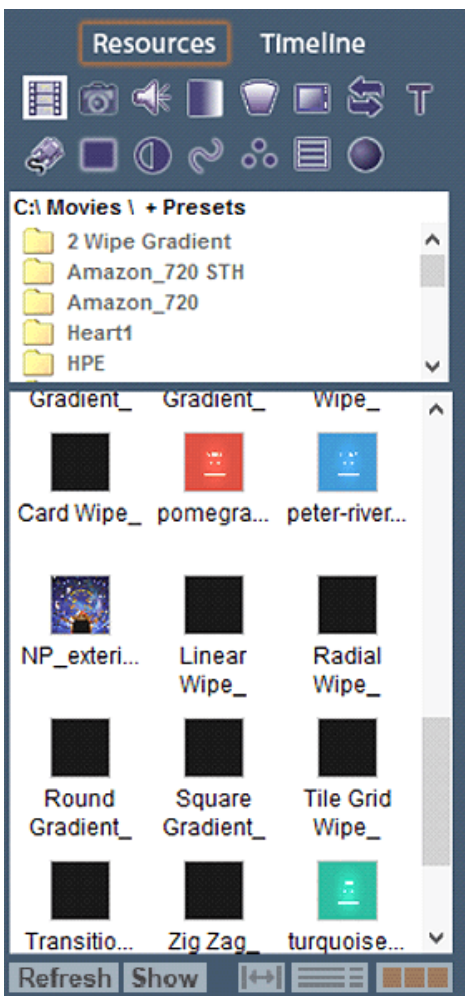 Resources Timeline
T
C:\ Movies \ + Presets
2 Wipe Gradient
Amazon_720 STH
Amazon_720
Heart1
HPE
Gradient_ Gradient_ Wipe_
Card Wipe_ pomegra... peter-river...
NP_exteri... Linear Radial
Wipe_ Wipe_
Round Square Tile Grid
Gradient_ Gradient_ Wipe_
Transitio... Zig Zag_ turquoise...
Refresh Show